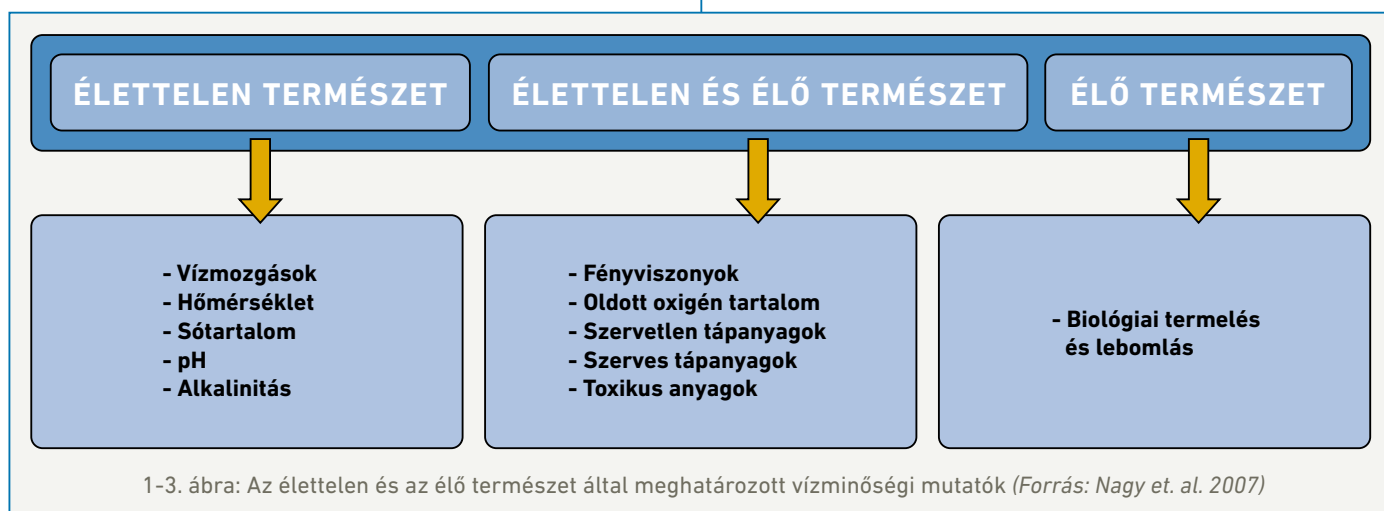 ÉLETTELEN TERMÉSZET
ÉLETTELEN ÉS ÉLŐ TERMÉSZET
ÉLŐ TERMÉSZET
- Vízmozgások
- Hőmérséklet
- Sótartalom
- pH
- Alkalinitás
- Fényviszonyok
- Oldott oxigén tartalom
- Szervetlen tápanyagok
- Szerves tápanyagok
- Toxikus anyagok
- Biológiai termelés
és lebomlás
1-3. ábra: Az élettelen és az élő természet által meghatározott vízminőségi mutatók (Forrás: Nagy et. al. 2007)